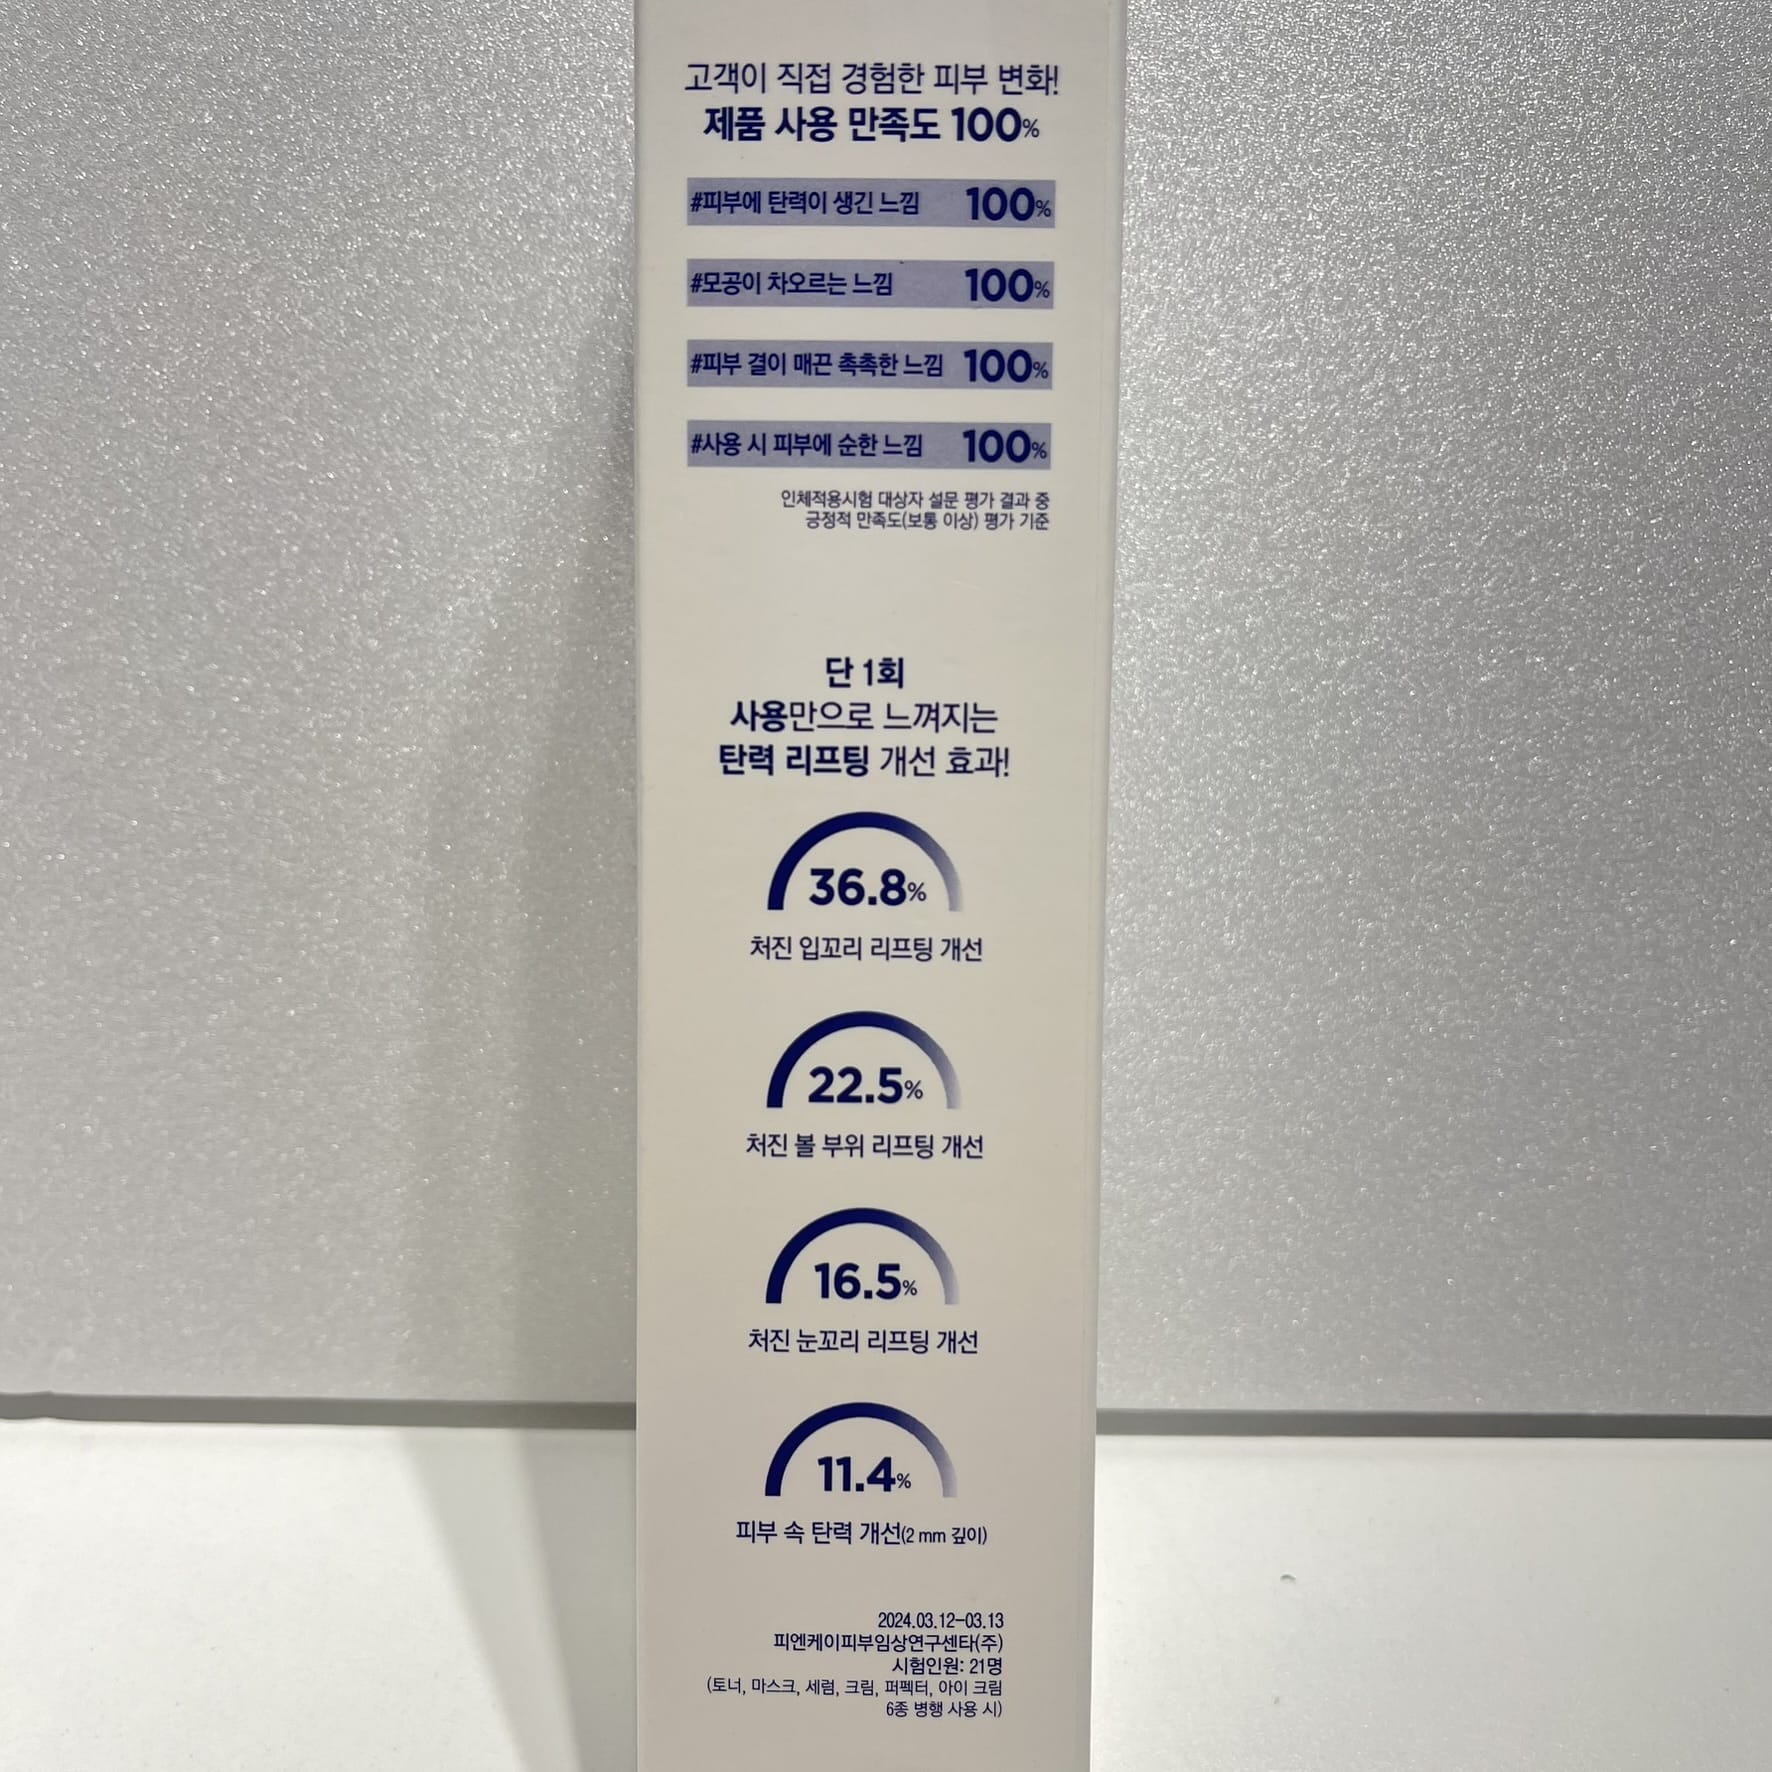 고객이 직접 경험한 피부 변화!
제품 사용 만족도 100%
#피부에 탄력이 생긴 느낌 100%
#모공이 차오르는 느낌 100%
#피부 결이 매끈 촉촉한 느낌 100%
#사용 시 피부에 순한 느낌 100%
인체적용시험 대상자 설문 평가 결과 중
긍정적 만족도(보통 이상) 평가 기준
단 1회
사용만으로 느껴지는
탄력 리프팅 개선 효과!
36.8%
처진 입꼬리 리프팅 개선
22.5%
처진 볼 부위 리프팅 개선
16.5%
처진 눈꼬리 리프팅 개선
11.4%
피부 속 탄력 개선(2 mm 깊이)
2024.03.12-03.13
피엔케이피부임상연구센타(주)
시험인원: 21명
(토너, 마스크, 세럼, 크림, 퍼펙터, 아이 크림
6종 병행 사용 시)